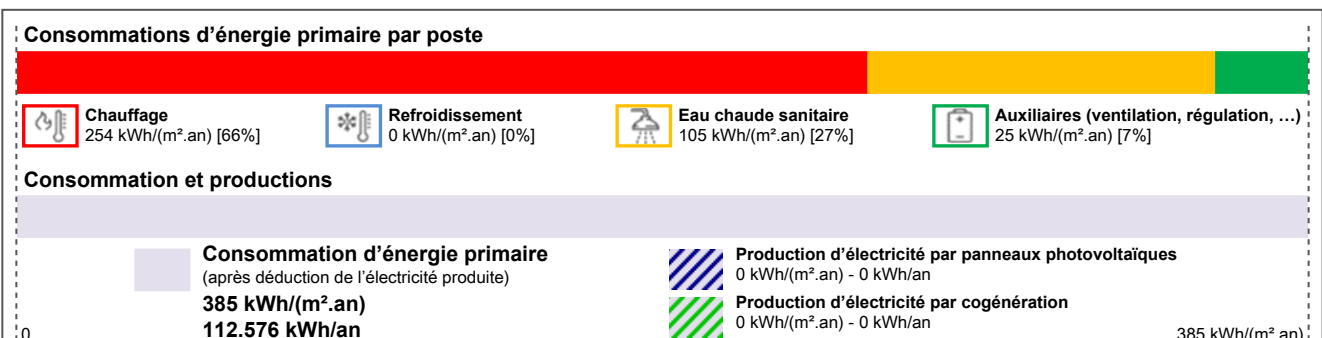 Consommations d’énergie primaire par poste
Chauffage
254 kWh/(m².an) [66%]
Refroidissement
0 kWh/(m².an) [0%]
Eau chaude sanitaire
105 kWh/(m².an) [27%]
Auxiliaires (ventilation, régulation, …)
25 kWh/(m².an) [7%]
Consommation et productions
Consommation d’énergie primaire
(après déduction de l’électricité produite)
385 kWh/(m².an)
112.576 kWh/an
Production d’électricité par panneaux photovoltaïques
0 kWh/(m².an) - 0 kWh/an
Production d’électricité par cogénération
0 kWh/(m².an) - 0 kWh/an
0
385 kWh/(m².an)